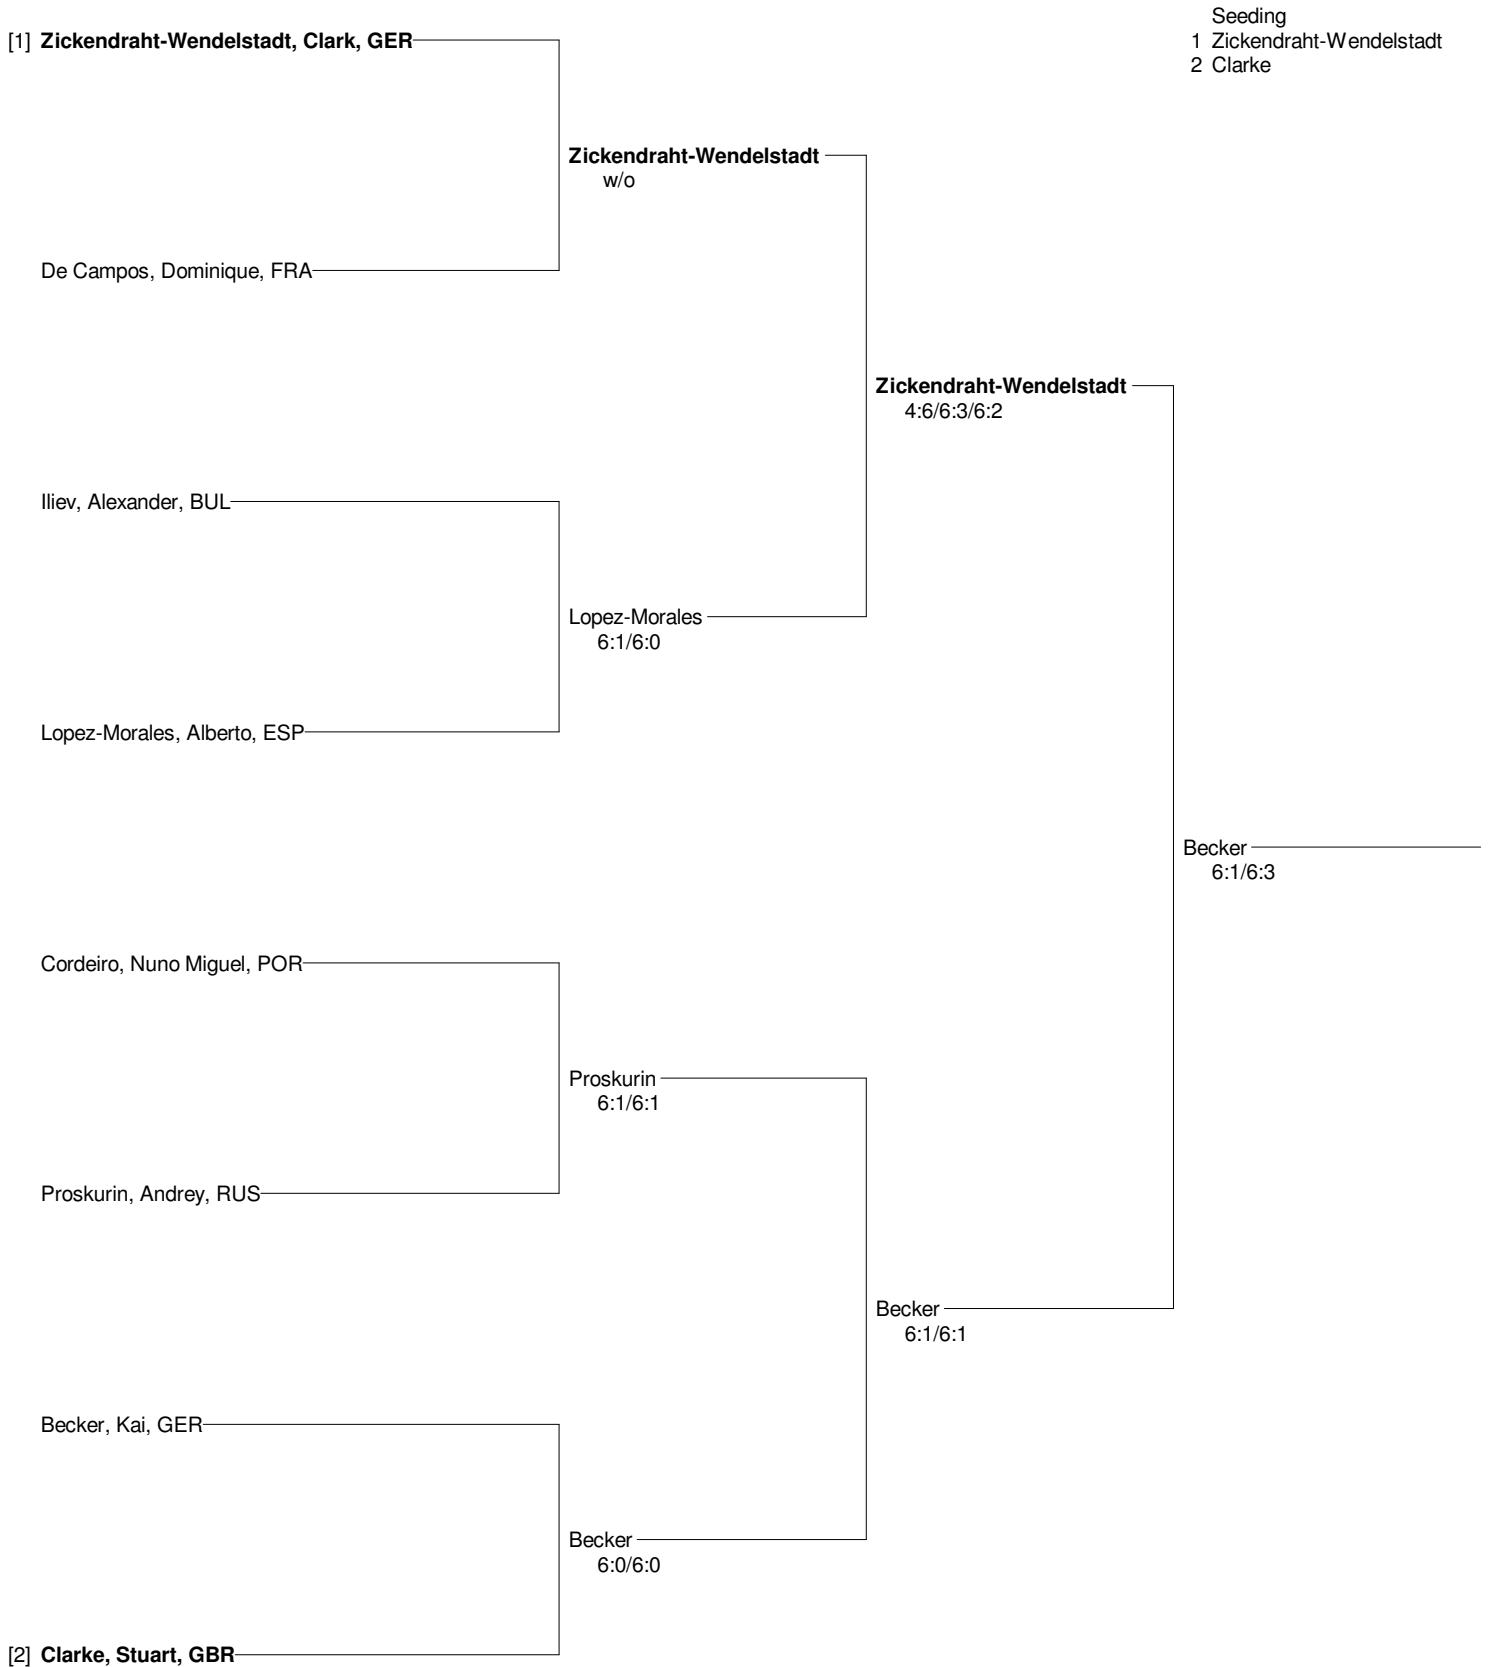 Seeding
1 Zickendraht-Wendelstadt
2 Clarke
[1] Zickendraht-Wendelstadt, Clark, GER
Zickendraht-Wendelstadt
w/o
De Campos, Dominique, FRA
Zickendraht-Wendelstadt
4:6/6:3/6:2
Iliev, Alexander, BUL
Lopez-Morales
6:1/6:0
Lopez-Morales, Alberto, ESP
Becker
6:1/6:3
Cordeiro, Nuno Miguel, POR
Proskurin
6:1/6:1
Proskurin, Andrey, RUS
Becker
6:1/6:1
Becker, Kai, GER
Becker
6:0/6:0
[2] Clarke, Stuart, GBR